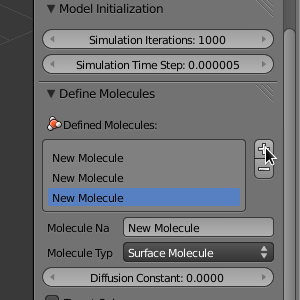 Model Initialization
Simulation Iterations: 1000
Simulation Time Step: 0.000005
Define Molecules
Defined Molecules:
New Molecule
New Molecule
New Molecule
Molecule Na New Molecule
Molecule Typ Surface Molecule
Diffusion Constant: 0.0000